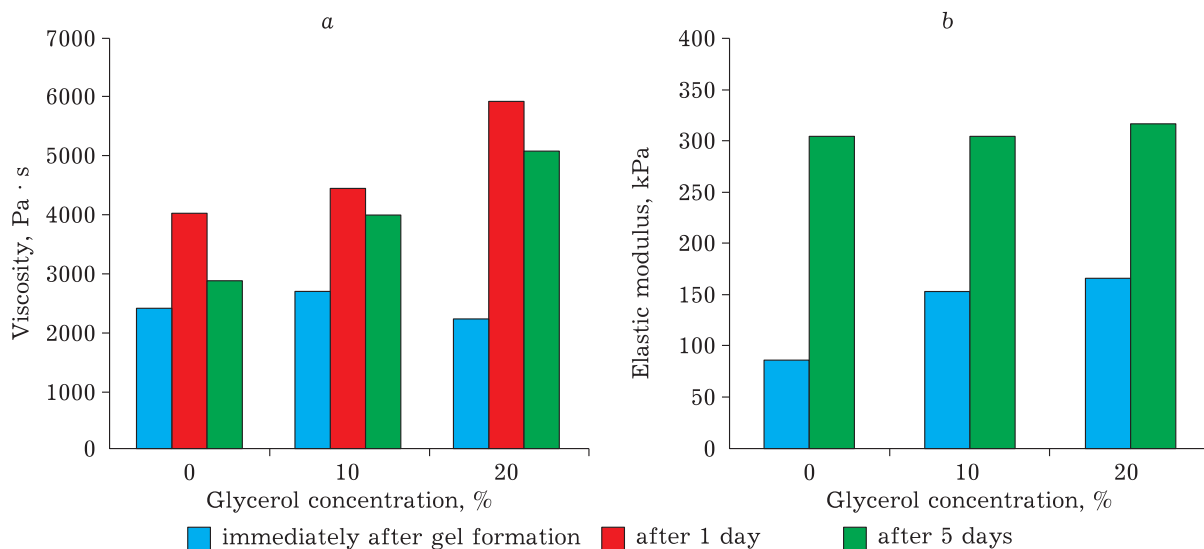 a
7000
6000
5000
4000
3000
2000
1000
0
Viscosity, Pa · s
0 10 20
Glycerol concentration, %
b
400
350
300
250
200
150
100
50
0
Elastic modulus, kPa
0 10 20
Glycerol concentration, %
immediately after gel formation after 1 day after 5 days